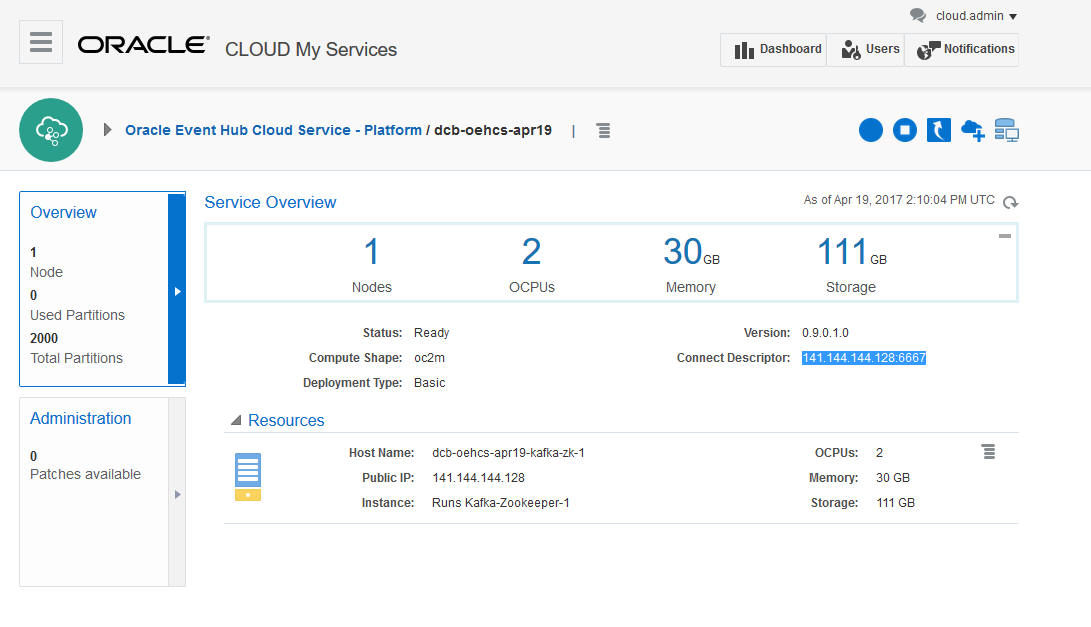 cloud.admin
ORACLE CLOUD My Services
Dashboard Users Notifications
Oracle Event Hub Cloud Service - Platform / dcb-oehcs-apr19 |
Overview
1
Node
0
Used Partitions
2000
Total Partitions
Administration
0
Patches available
Service Overview
As of Apr 19, 2017 2:10:04 PM UTC
1 2 30 GB 111 GB
Nodes OCPUs Memory Storage
Status: Ready
Compute Shape: oc2m
Deployment Type: Basic
Version: 0.9.0.1.0
Connect Descriptor: 141.144.144.128:6667
Resources
Host Name: dcb-oehcs-apr19-kafka-zk-1
Public IP: 141.144.144.128
Instance: Runs Kafka-Zookeeper-1
OCPUs: 2
Memory: 30 GB
Storage: 111 GB